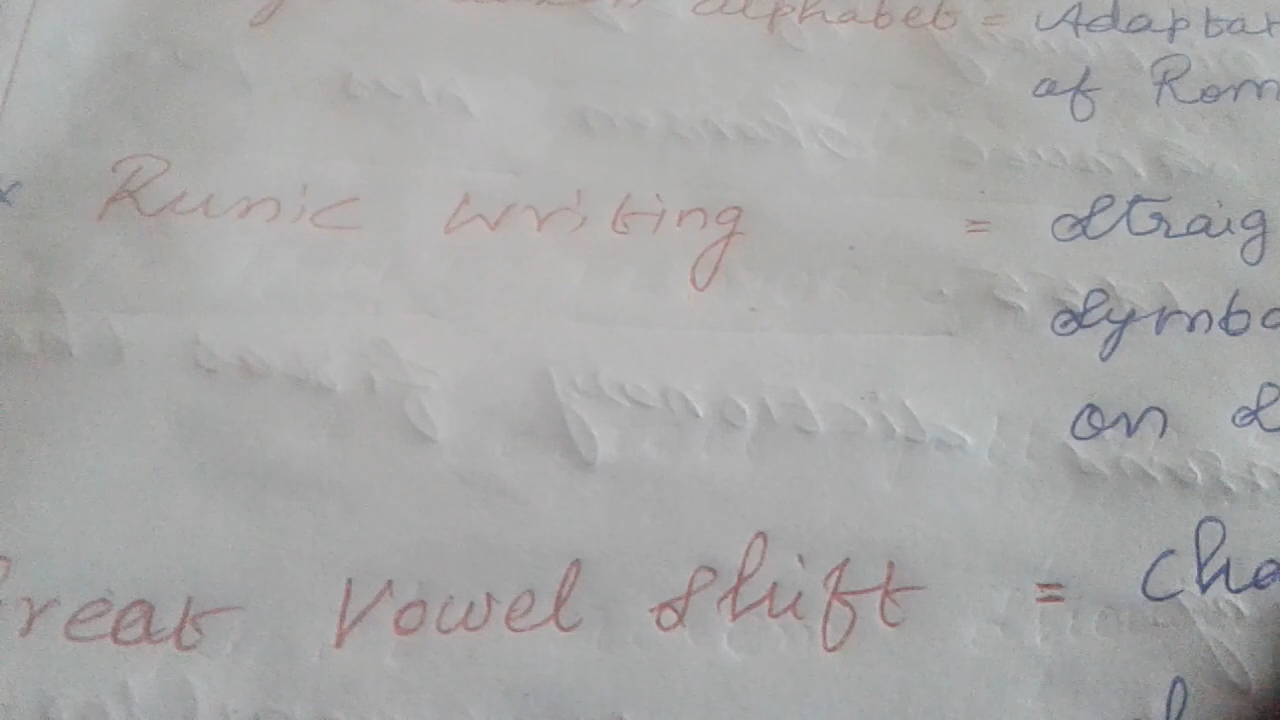 alphabet = Adaptat
of Rom
x Runic writing = Straig
Symbo
on S
Great Vowel Shift = Cha